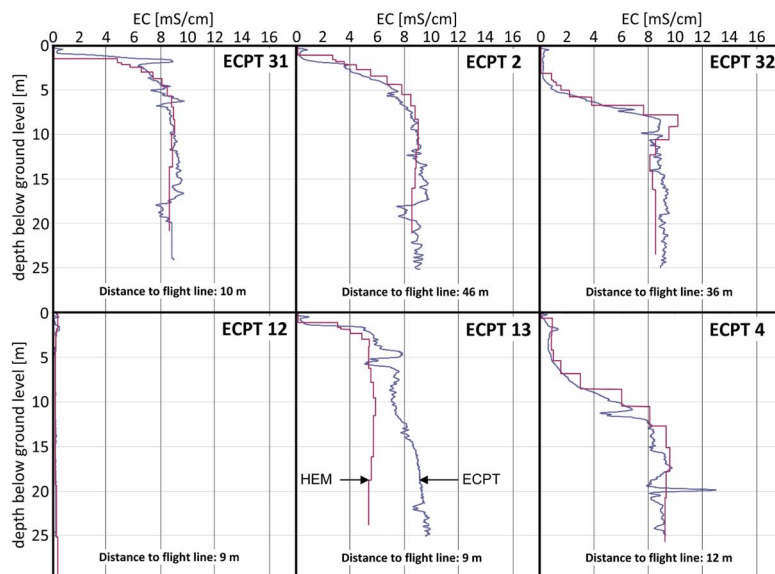 EC [mS/cm] EC [mS/cm] EC [mS/cm]
0 2 4 6 8 10 12 14 16 0 2 4 6 8 10 12 14 16 0 2 4 6 8 10 12 14 16
ECPT 31 ECPT 2 ECPT 32
depth below ground level [m]
0
5
10
15
20
25
Distance to flight line: 10 m Distance to flight line: 46 m Distance to flight line: 36 m
ECPT 12 ECPT 13 ECPT 4
depth below ground level [m]
0
5
10
15
20
25
HEM ECPT
Distance to flight line: 9 m Distance to flight line: 9 m Distance to flight line: 12 m